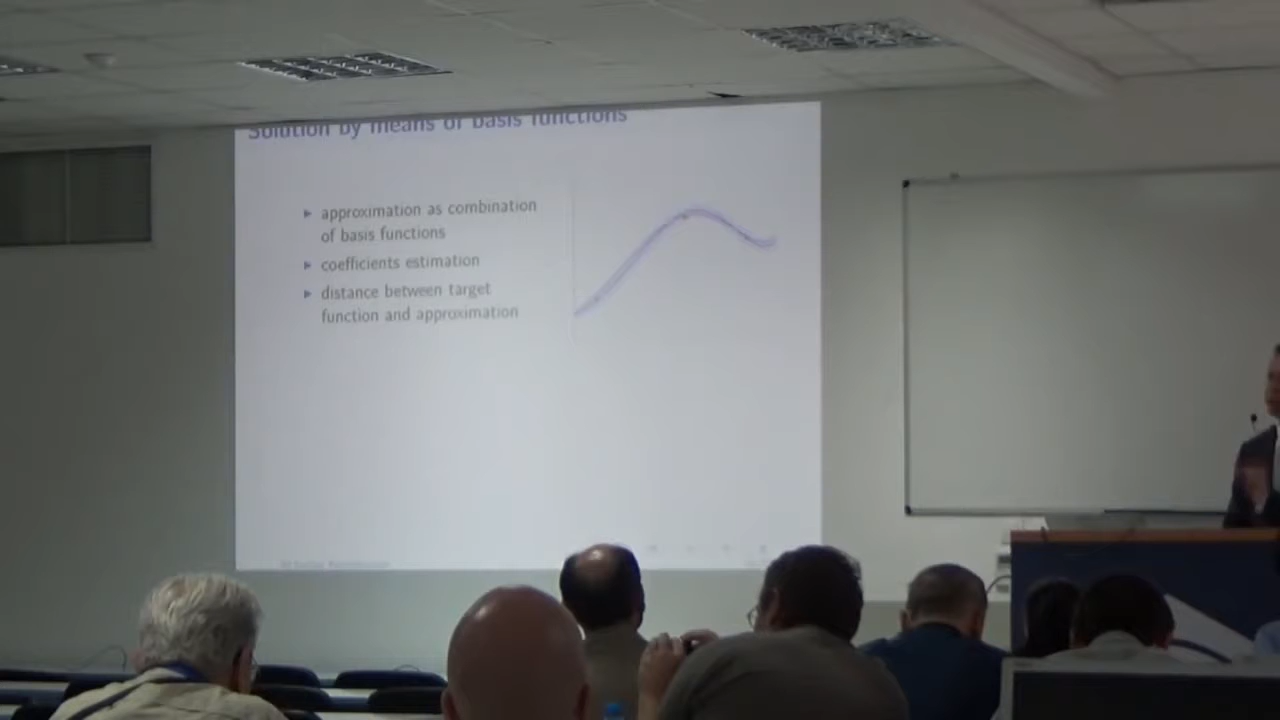 Solution by means of basis functions
approximation as combination
of basis functions
coefficients estimation
distance between target
function and approximation